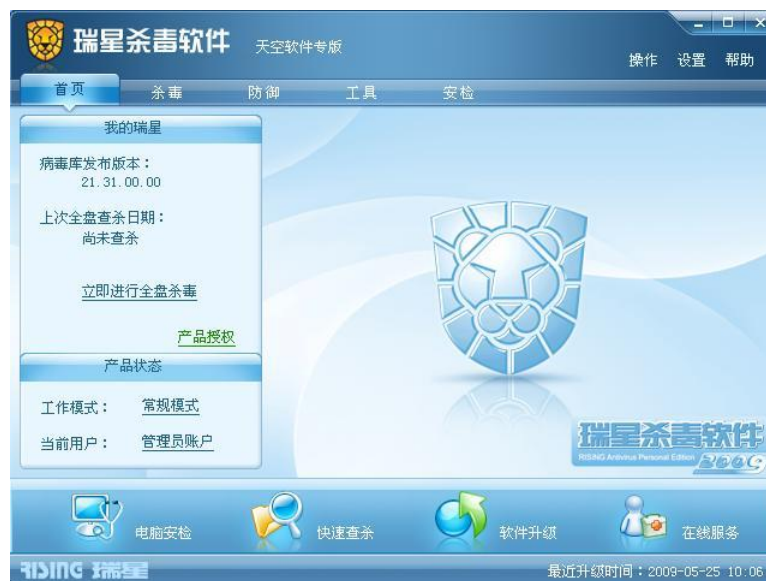 瑞星杀毒软件 天空软件专版
操作 设置 帮助
首页 杀毒 防御 工具 安检
我的瑞星
病毒库发布版本：
21.31.00.00
上次全盘查杀日期：
尚未查杀
立即进行全盘杀毒
产品授权
产品状态
工作模式： 常规模式
当前用户： 管理员账户
瑞星杀毒软件
RISING Antivirus Personal Edition 2009
电脑安检 快速查杀 软件升级 在线服务
RISING 瑞星
最近升级时间：2009-05-25 10:06